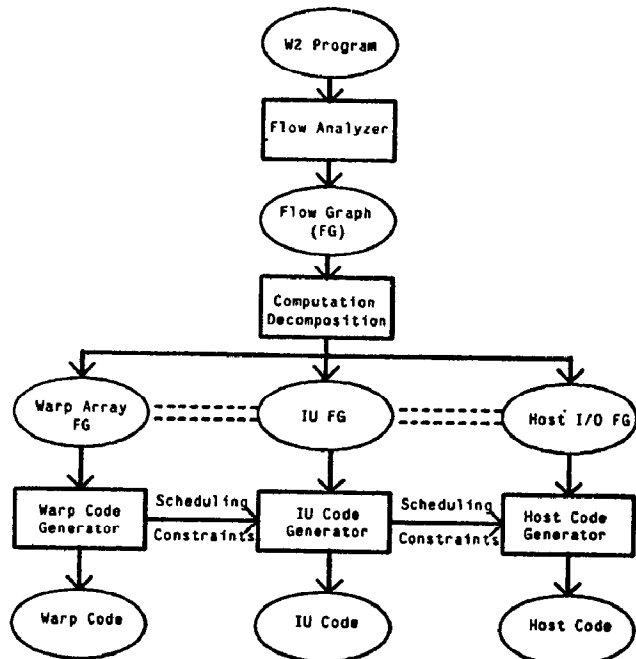 W2 Program
Flow Analyzer
Flow Graph
(FG)
Computation
Decomposition
Warp Array
FG
IU FG
Host I/O FG
Warp Code
Generator
Scheduling
Constraints
IU Code
Generator
Scheduling
Constraints
Host Code
Generator
Warp Code
IU Code
Host Code